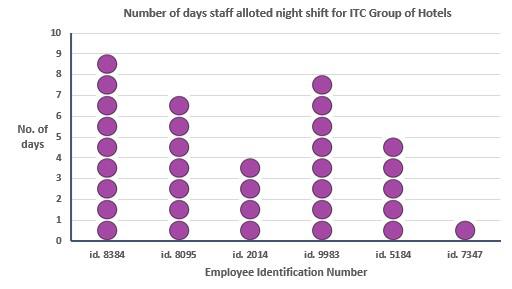 Number of days staff alloted night shift for ITC Group of Hotels
10
9
8
7
6
5
4
3
2
1
0
No. of
days
id. 8384 id. 8095 id. 2014 id. 9983 id. 5184 id. 7347
Employee Identification Number